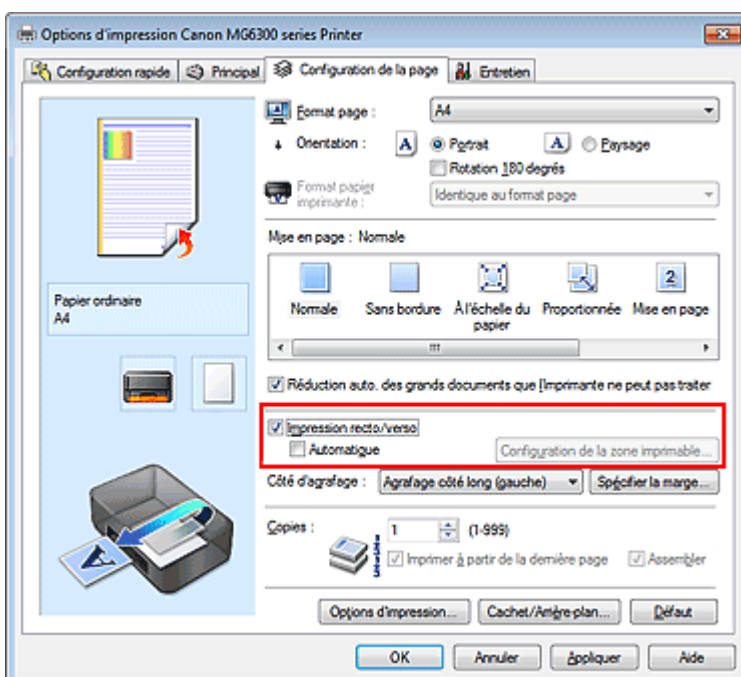 Options d'impression Canon MG6300 series Printer
Configuration rapide
Principal
Configuration de la page
Entretien
Format page :
A4
Orientation :
A
Portrait
A
Paysage
Rotation 180 degrés
Format papier
imprimante :
Identique au format page
Mise en page : Normale
Normale
Sans bordure
À l'échelle du
papier
Proportionnée
2
Mise en page
Papier ordinaire
A4
Réduction auto. des grands documents que l'imprimante ne peut pas traiter
Impression recto/verso
Automatique
Configuration de la zone imprimable...
Côté d'agrafage :
Agrafage côté long (gauche)
Spécifier la marge...
Copies :
1
(1-999)
Imprimer à partir de la dernière page
Assembler
A
Options d'impression...
Cachet/Arrière-plan...
Défaut
OK
Annuler
Appliquer
Aide